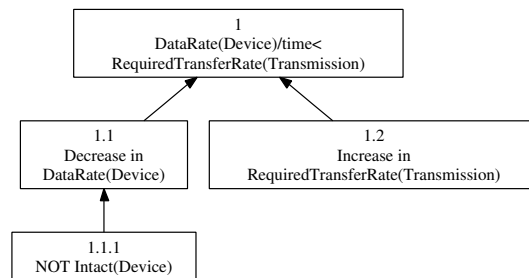 1
DataRate(Device)/time<
RequiredTransferRate(Transmission)
1.1
Decrease in
DataRate(Device)
1.2
Increase in
RequiredTransferRate(Transmission)
1.1.1
NOT Intact(Device)